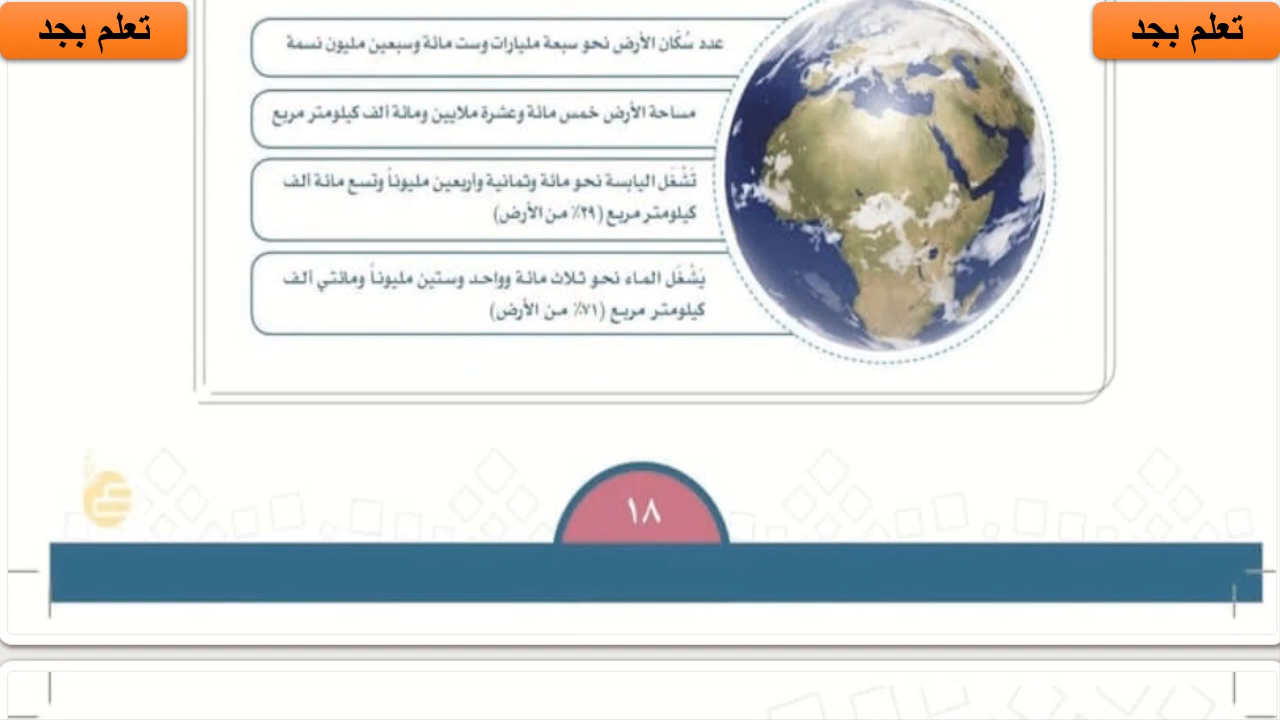 تعلم بجد
تعلم بجد
عدد سُكّان الأرض نحو سبعة مليارات وست مائة وسبعين مليون نسمة
مساحة الأرض خمس مائة وعشرة ملايين ومائة ألف كيلومتر مربع
تَشْغَل اليابسة نحو مائة وثمانية وأربعين مليوناً وتسع مائة ألف
كيلومتر مربع (٢٩٪ من الأرض)
يَشْغَل الماء نحو ثلاث مائة وواحد وستين مليوناً ومائتي ألف
كيلومتر مربع (٧١٪ من الأرض)
١٨